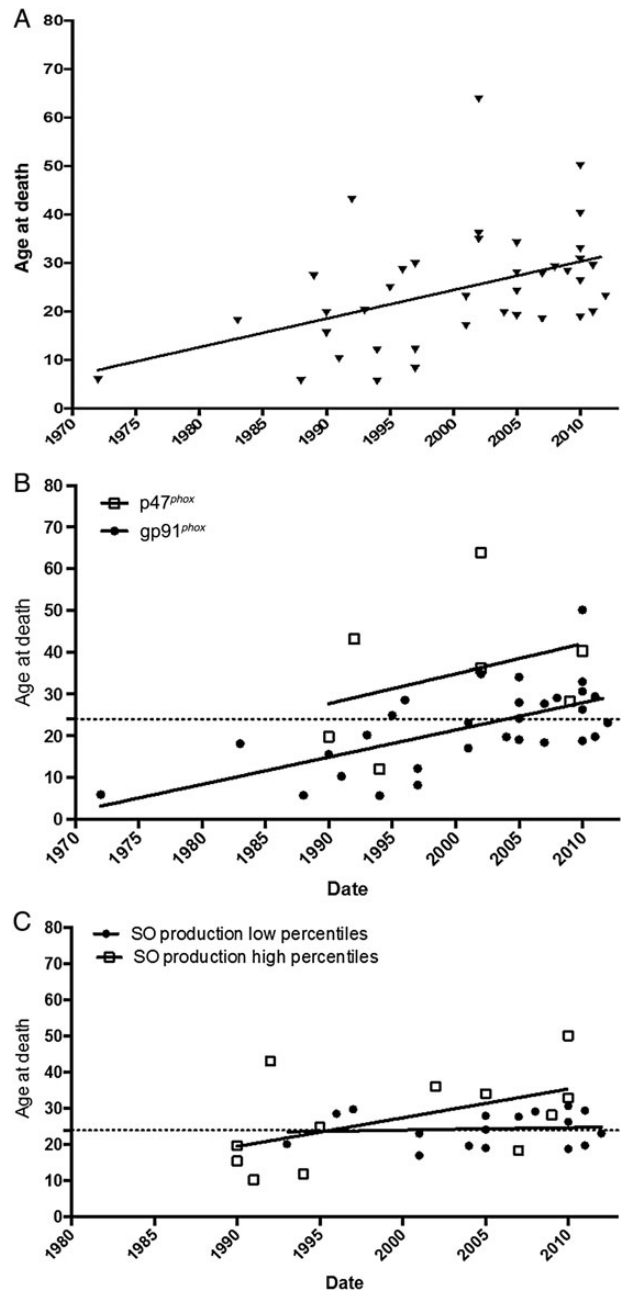 A
80
70
60
50
40
30
20
10
0
Age at death
1970 1975 1980 1985 1990 1995 2000 2005 2010
B
p47phox
gp91phox
80
70
60
50
40
30
20
10
0
Age at death
1970 1975 1980 1985 1990 1995 2000 2005 2010
Date
C
SO production low percentiles
SO production high percentiles
80
70
60
50
40
30
20
10
0
Age at death
1980 1985 1990 1995 2000 2005 2010
Date